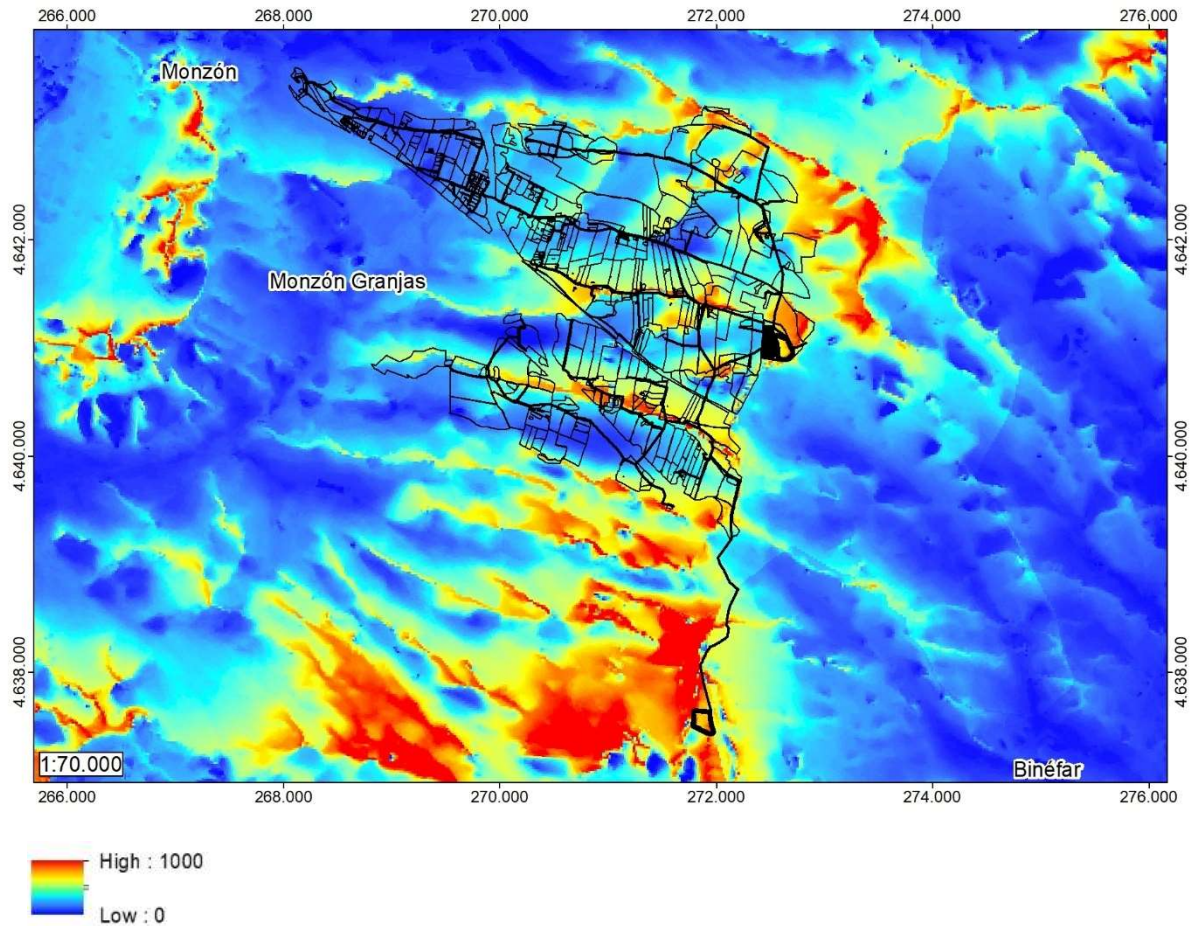 266.000 268.000 270.000 272.000 274.000 276.000
Monzón
4.642.000 4.642.000
Monzón Granjas
4.640.000 4.640.000
4.638.000 4.638.000
1:70.000
Binéfar
266.000 268.000 270.000 272.000 274.000 276.000
High : 1000
Low : 0